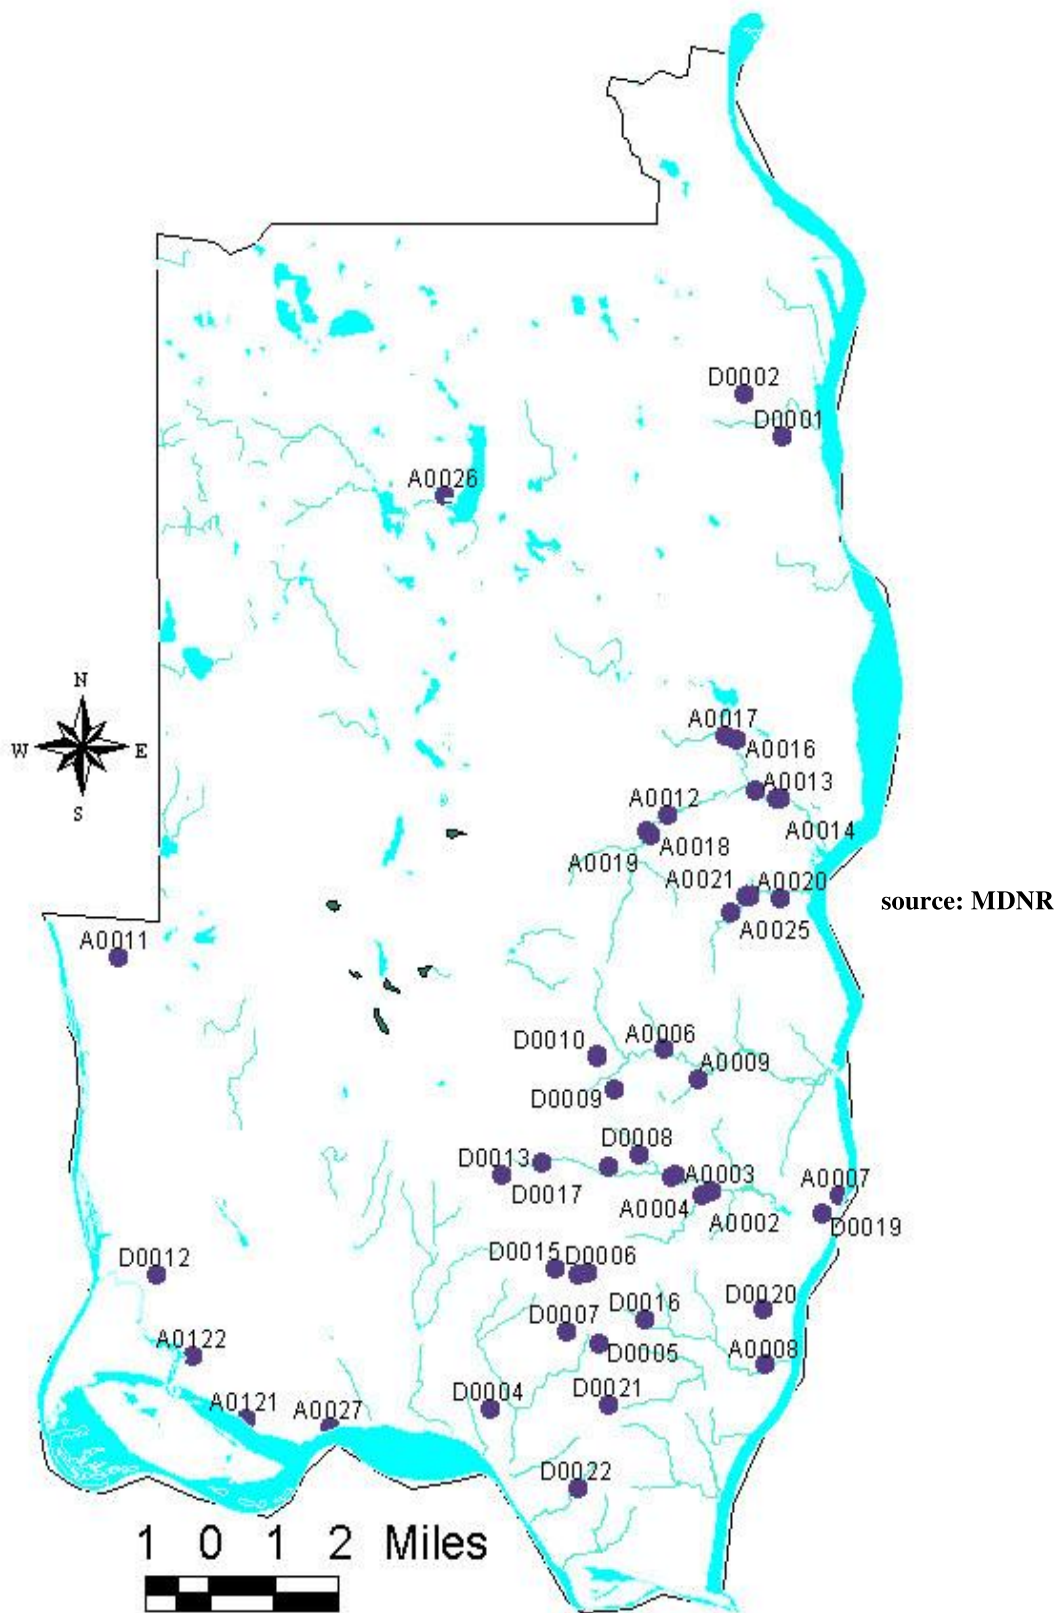 D0002
D0001
A0026
N
W E
S
A0017
A0016
A0013
A0012
A0014
A0018
A0019
A0021 A0020
source: MDNR
A0025
A0011
D0010 A0006
A0009
D0009
D0008
D0013 A0003
D0017 A0007
A0004
A0002 D0019
D0012 D0015 D0006
D0020
D0007 D0016
A0122 D0005 A0008
D0004 D0021
A0121 A0027
D0022
1 0 1 2 Miles